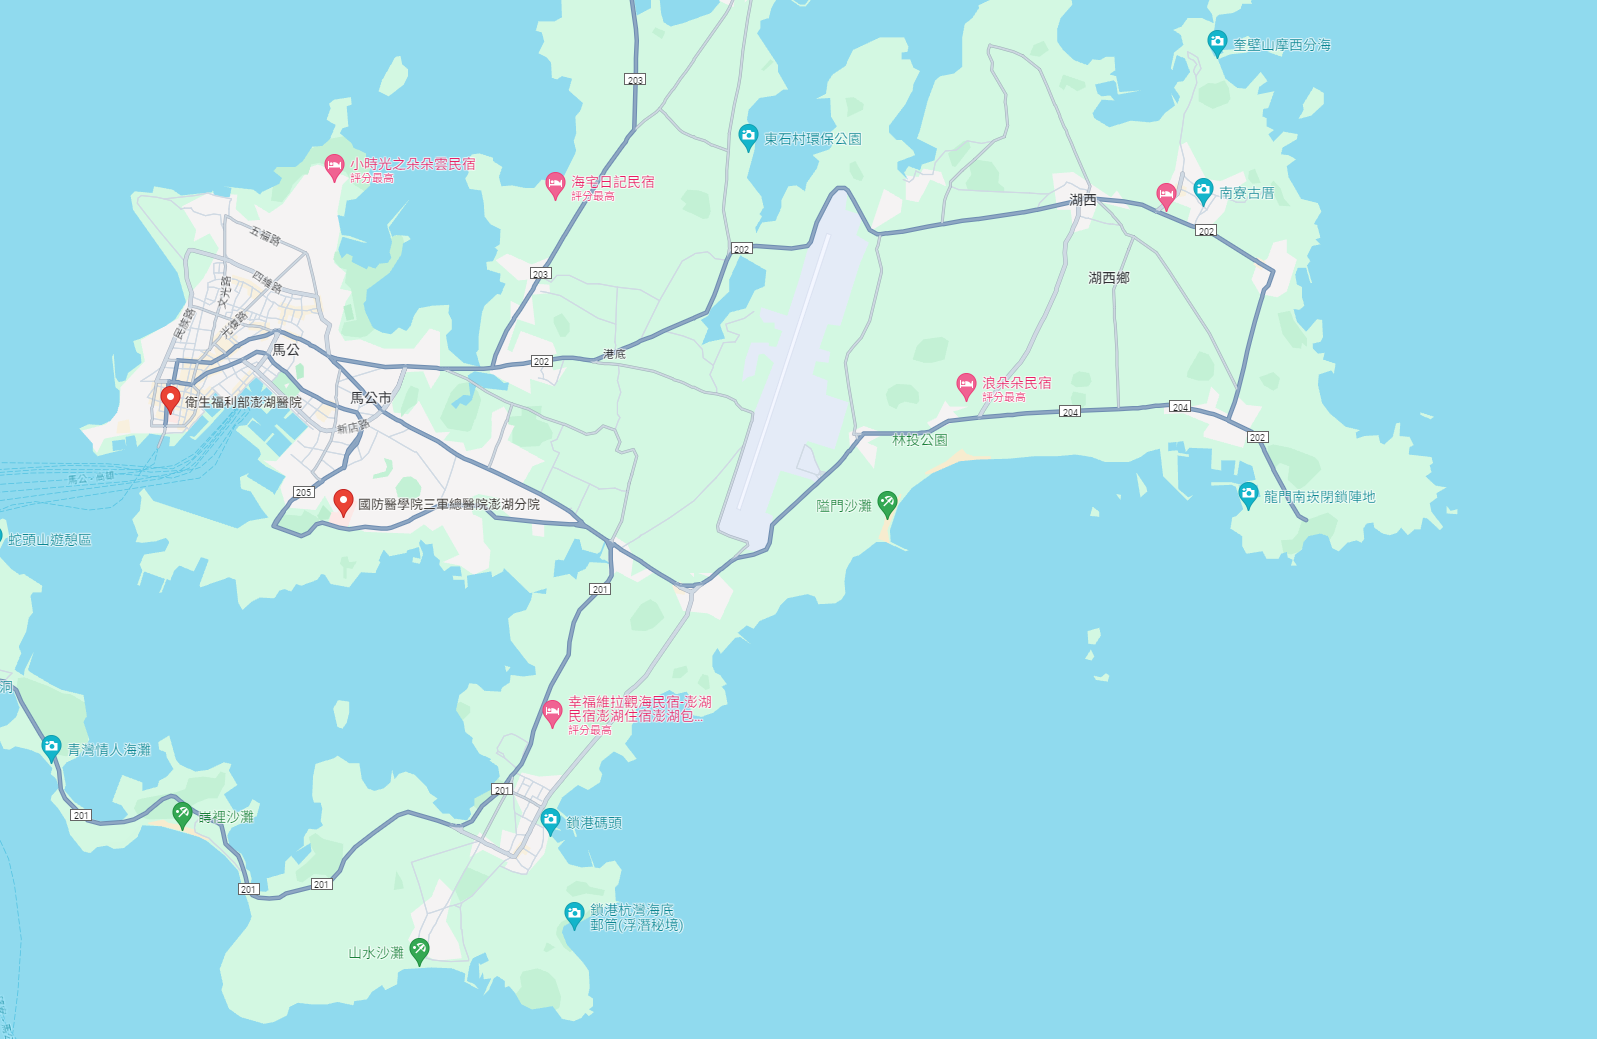 奎壁山摩西分海
203
東石村環保公園
小時光之朵朵雲民宿
評分最高
海宅日記民宿
評分最高
南寮古厝
湖西
202
五福路
202
203
四維路
文光路
湖西鄉
民族路
光復路
馬公
港底
202
浪朵朵民宿
評分最高
馬公市
衛生福利部澎湖醫院
204
204
新店路
202
林投公園
馬公 - 高雄
205
龍門南崁閉鎖陣地
國防醫學院三軍總醫院澎湖分院
隘門沙灘
蛇頭山遊憩區
201
洞
幸福維拉觀海民宿-澎湖
民宿澎湖住宿澎湖包...
評分最高
青灣情人海灘
201
201
嵵裡沙灘
鎖港碼頭
201
201
鎖港杭灣海底
郵筒(浮潛秘境)
山水沙灘